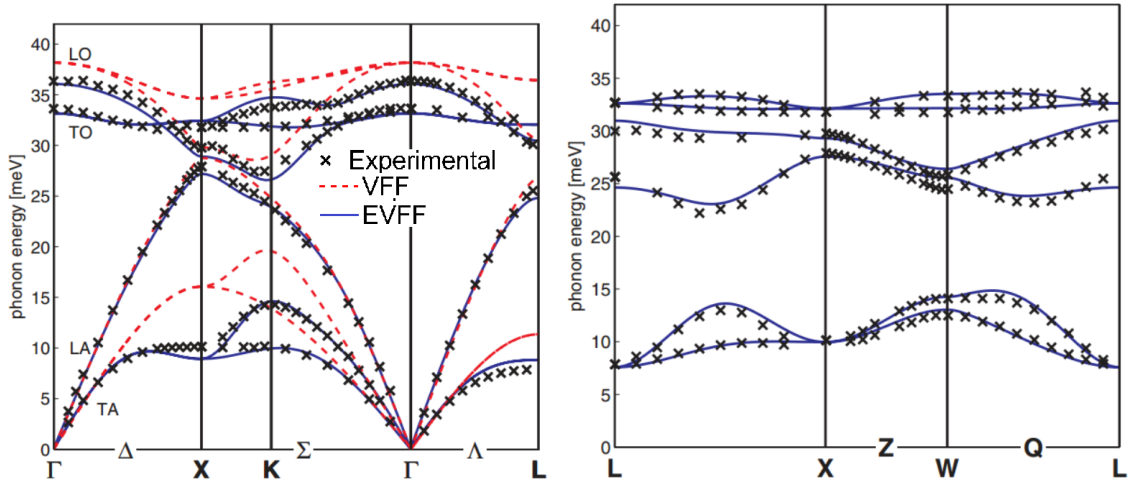 phonon energy [meV]
40
35
30
25
20
15
10
5
0
LO
TO
LA
TA
× Experimental
VFF
EVFF
Δ
Σ
Λ
Γ
X
K
Γ
L
phonon energy [meV]
40
35
30
25
20
15
10
5
0
Z
Q
L
X
W
L